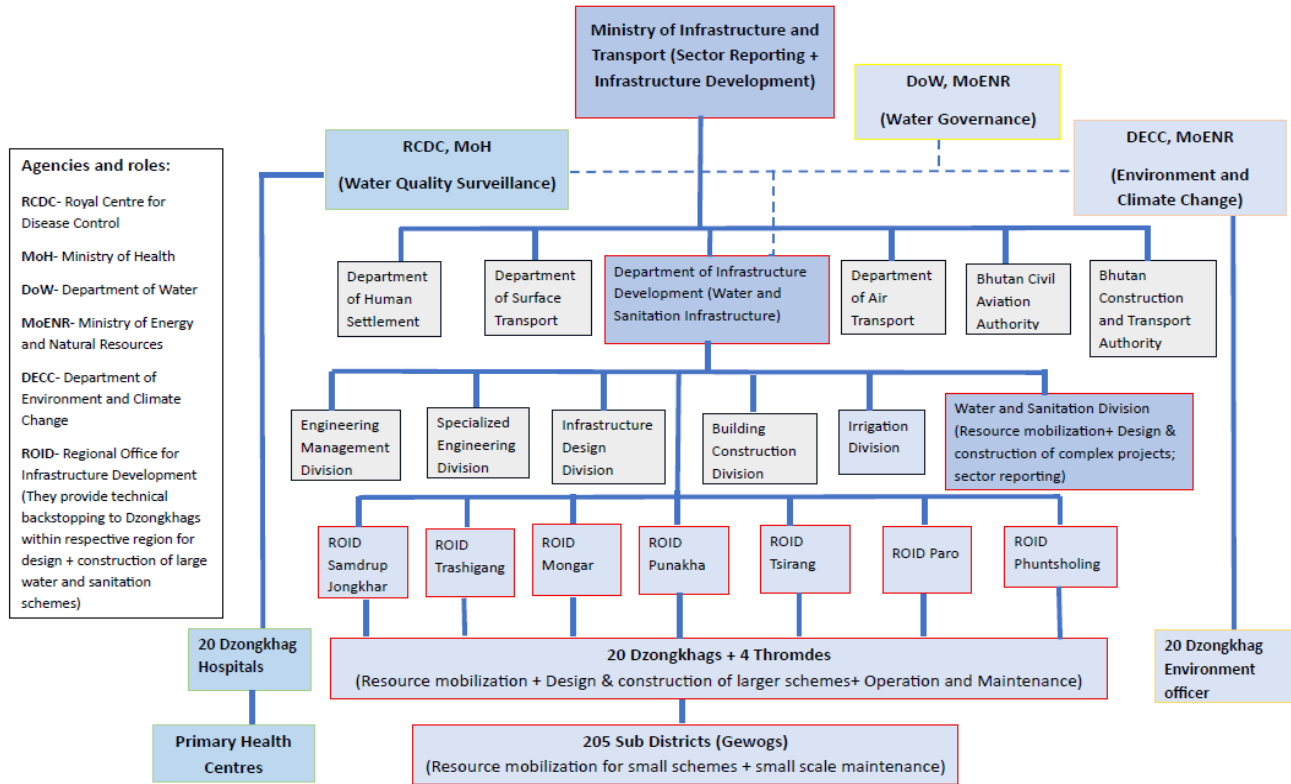 Ministry of Infrastructure and
Transport (Sector Reporting +
Infrastructure Development)
DoW, MoENR
(Water Governance)
RCDC, MoH
(Water Quality Surveillance)
DECC, MoENR
(Environment and
Climate Change)
Agencies and roles:
RCDC- Royal Centre for
Disease Control
MoH- Ministry of Health
DoW- Department of Water
MoENR- Ministry of Energy
and Natural Resources
DECC- Department of
Environment and Climate
Change
ROID- Regional Office for
Infrastructure Development
(They provide technical
backstopping to Dzongkhags
within respective region for
design + construction of large
water and sanitation
schemes)
Department
of Human
Settlement
Department
of Surface
Transport
Department of Infrastructure
Development (Water and
Sanitation Infrastructure)
Department
of Air
Transport
Bhutan Civil
Aviation
Authority
Bhutan
Construction
and Transport
Authority
Engineering
Management
Division
Specialized
Engineering
Division
Infrastructure
Design
Division
Building
Construction
Division
Irrigation
Division
Water and Sanitation Division
(Resource mobilization+ Design &
construction of complex projects;
sector reporting)
ROID
Samdrup
Jongkhar
ROID
Trashigang
ROID
Mongar
ROID
Punakha
ROID
Tsirang
ROID Paro
ROID
Phuntsholing
20 Dzongkhag
Hospitals
20 Dzongkhags + 4 Thromdes
(Resource mobilization + Design & construction of larger schemes+ Operation and Maintenance)
20 Dzongkhag
Environment
officer
Primary Health
Centres
205 Sub Districts (Gewogs)
(Resource mobilization for small schemes + small scale maintenance)